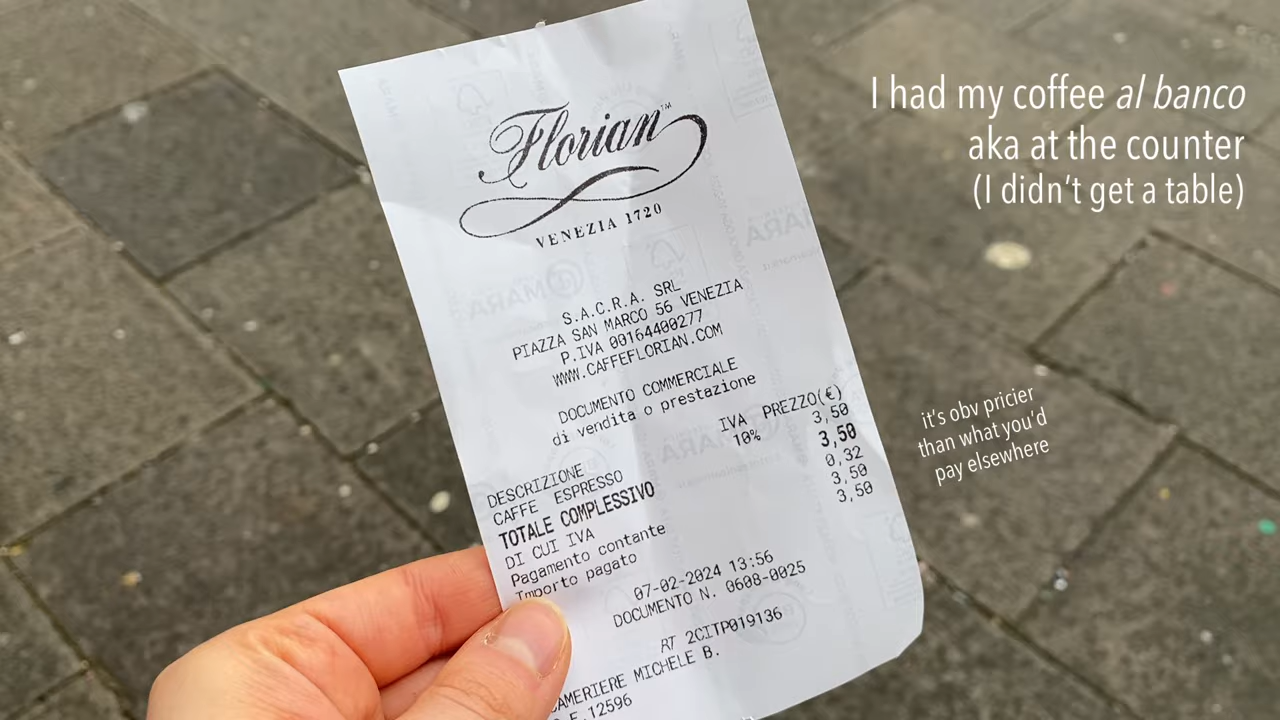 Florian™
VENEZIA 1720
S.A.C.R.A. SRL
PIAZZA SAN MARCO 56 VENEZIA
P.IVA 00164400277
WWW.CAFFEFLORIAN.COM
DOCUMENTO COMMERCIALE
di vendita o prestazione
DESCRIZIONE IVA PREZZO(€)
CAFFE ESPRESSO 10% 3,50
TOTALE COMPLESSIVO 3,50
DI CUI IVA 0,32
Pagamento contante 3,50
Importo pagato 3,50
07-02-2024 13:56
DOCUMENTO N. 0608-0025
RT 2CITP019136
CAMERIERE MICHELE B.
12596
I had my coffee al banco
aka at the counter
(I didn't get a table)
it's obv pricier
than what you'd
pay elsewhere